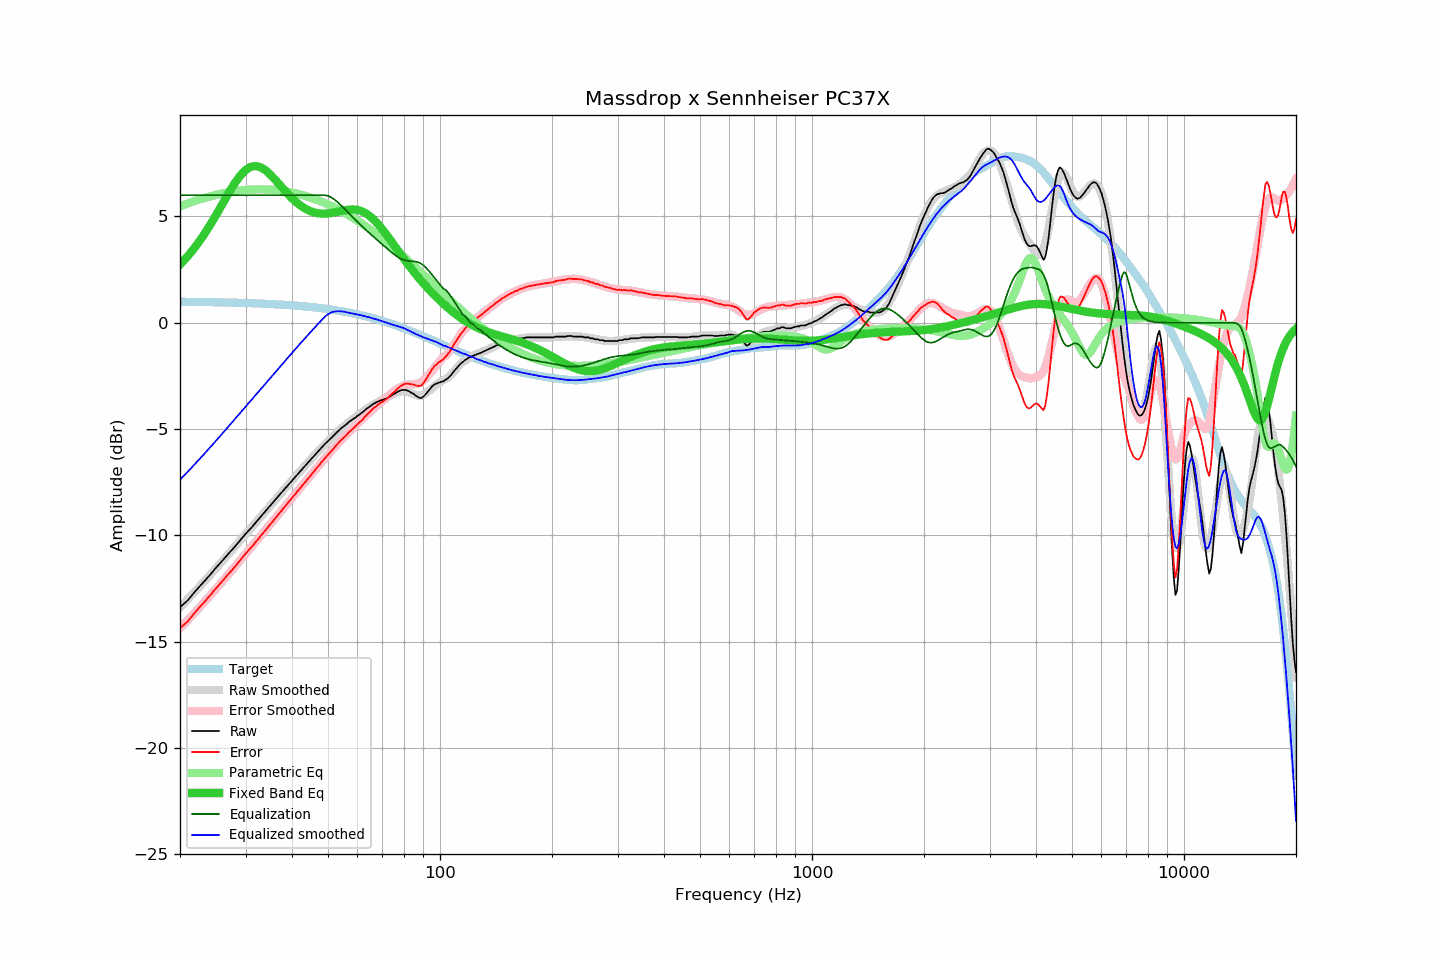 Massdrop x Sennheiser PC37X
5
0
−5
−10
−15
−20
−25
Amplitude (dBr)
Target
Raw Smoothed
Error Smoothed
Raw
Error
Parametric Eq
Fixed Band Eq
Equalization
Equalized smoothed
100
1000
10000
Frequency (Hz)